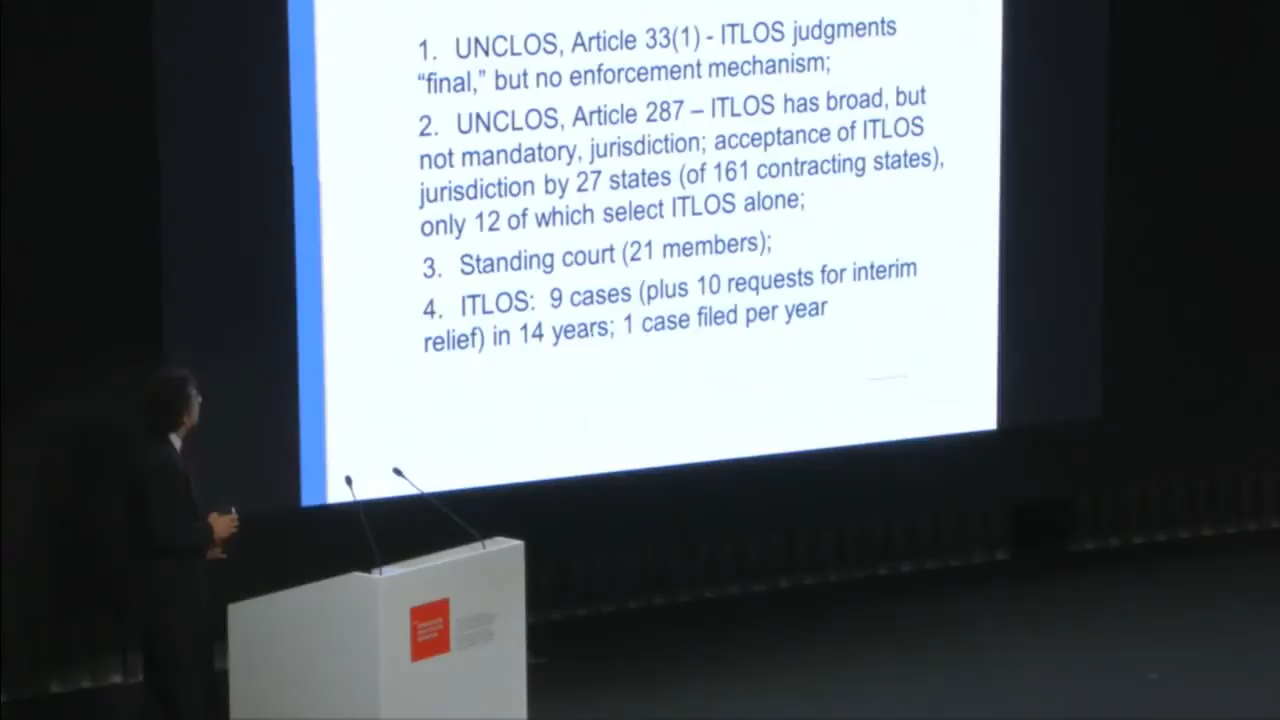 1. UNCLOS, Article 33(1) - ITLOS judgments
“final,” but no enforcement mechanism;
2. UNCLOS, Article 287 – ITLOS has broad, but
not mandatory, jurisdiction; acceptance of ITLOS
jurisdiction by 27 states (of 161 contracting states),
only 12 of which select ITLOS alone;
3. Standing court (21 members);
4. ITLOS: 9 cases (plus 10 requests for interim
relief) in 14 years; 1 case filed per year